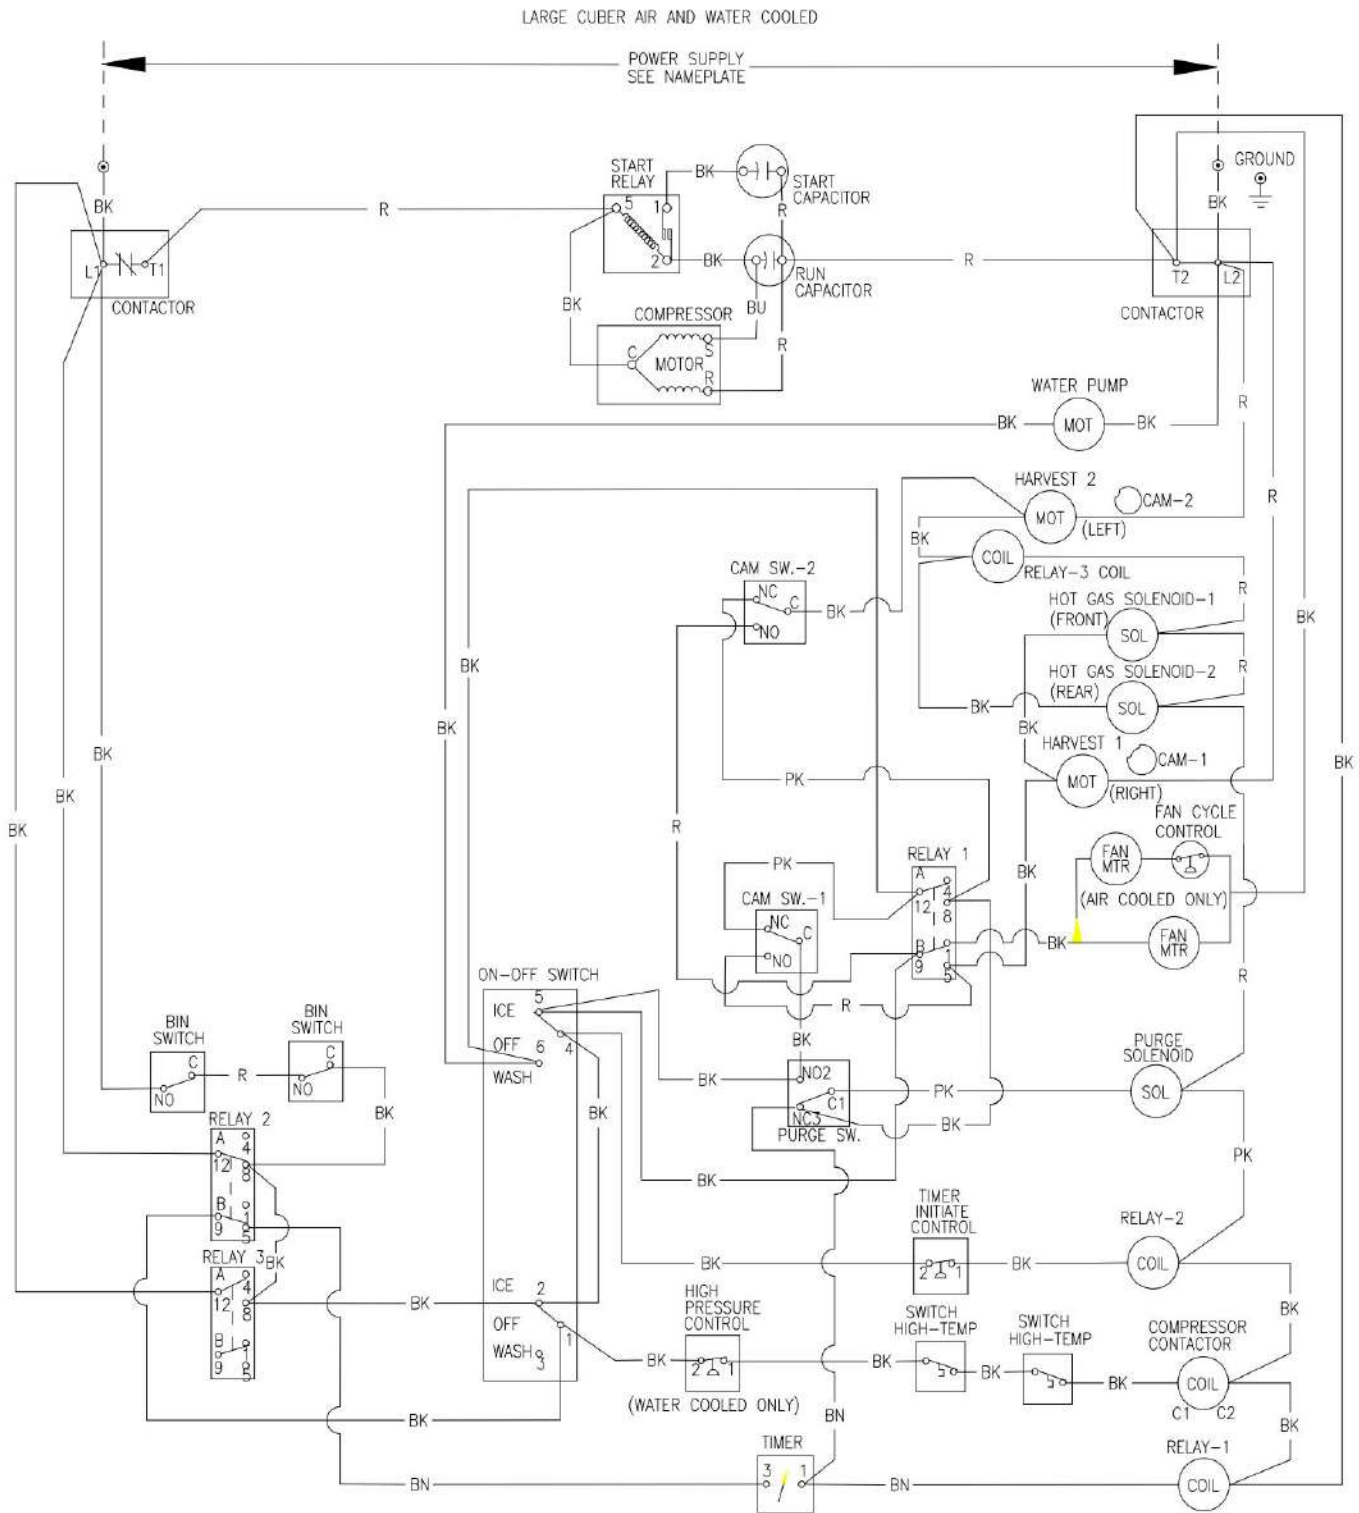 LARGE CUBER AIR AND WATER COOLED
POWER SUPPLY
SEE NAMEPLATE
START
RELAY
BK
START
CAPACITOR
GROUND
BK
R
5
1
R
BK
L1
T1
CONTACTOR
2
BK
RUN
CAPACITOR
R
T2
L2
CONTACTOR
BK
COMPRESSOR
BU
C
MOTOR
S
R
R
WATER PUMP
BK
MOT
BK
R
HARVEST 2
MOT
(LEFT)
CAM-2
R
BK
COIL
RELAY-3 COIL
R
CAM SW.-2
NC
C
NO
BK
HOT GAS SOLENOID-1
(FRONT)
SOL
BK
BK
HOT GAS SOLENOID-2
(REAR)
SOL
R
BK
BK
BK
BK
HARVEST 1
MOT
(RIGHT)
CAM-1
BK
PK
BK
BK
R
FAN CYCLE
CONTROL
FAN
MTR
(AIR COOLED ONLY)
RELAY 1
A
4
12
8
B
1
9
5
PK
BK
CAM SW.-1
NC
C
NO
BK
FAN
MTR
R
R
ON-OFF SWITCH
5
ICE
OFF
6
4
WASH
BIN
SWITCH
C
NO
R
BIN
SWITCH
C
NO
BK
BK
BK
BK
NO2
C1
NC3
PURGE SW.
PK
BK
PURGE
SOLENOID
SOL
PK
RELAY 2
A
4
12
8
B
1
9
5
BK
TIMER
INITIATE
CONTROL
2
1
BK
BK
RELAY-2
COIL
BK
RELAY 3
BK
A
4
12
8
B
1
9
5
BK
ICE
2
OFF
1
WASH
3
HIGH
PRESSURE
CONTROL
2
1
(WATER COOLED ONLY)
BK
BK
SWITCH
HIGH-TEMP
BK
SWITCH
HIGH-TEMP
BK
COMPRESSOR
CONTACTOR
COIL
C1
C2
BK
BK
BN
BN
TIMER
3
1
BN
RELAY-1
COIL